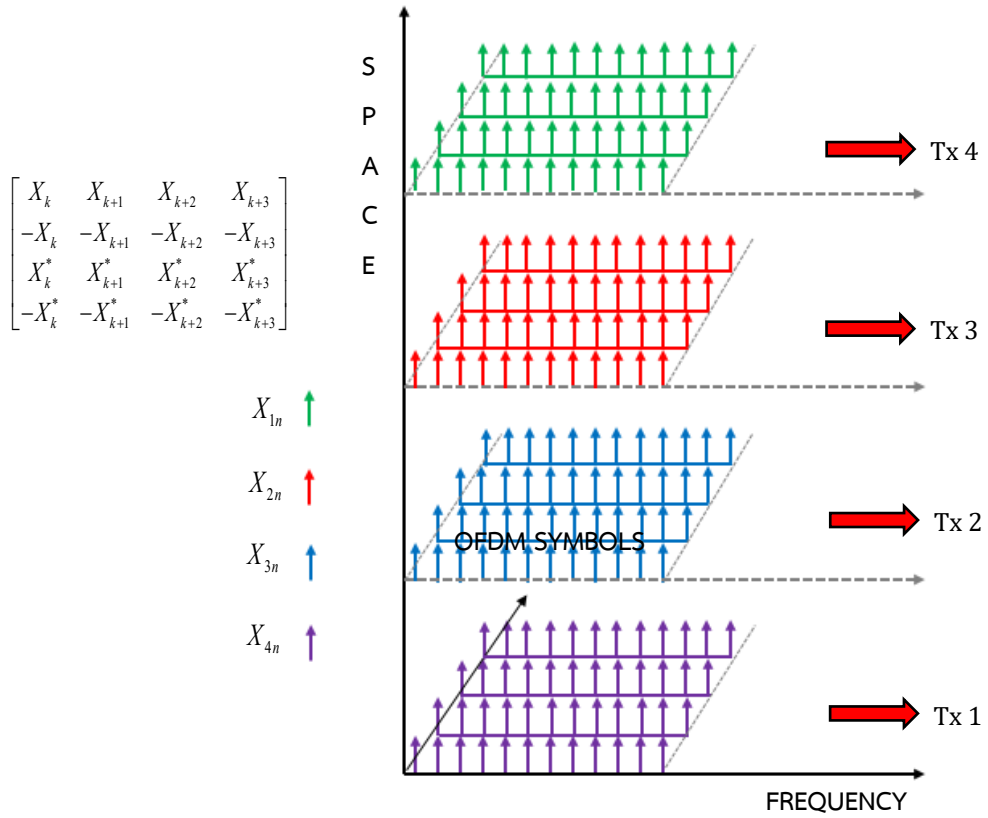 S
P
A
C
E
Tx 4
X_k X_{k+1} X_{k+2} X_{k+3}
-X_k -X_{k+1} -X_{k+2} -X_{k+3}
X_k^* X_{k+1}^* X_{k+2}^* X_{k+3}^*
-X_k^* -X_{k+1}^* -X_{k+2}^* -X_{k+3}^*
Tx 3
X_{1n}
X_{2n}
X_{3n}
X_{4n}
OFDM SYMBOLS
Tx 2
Tx 1
FREQUENCY